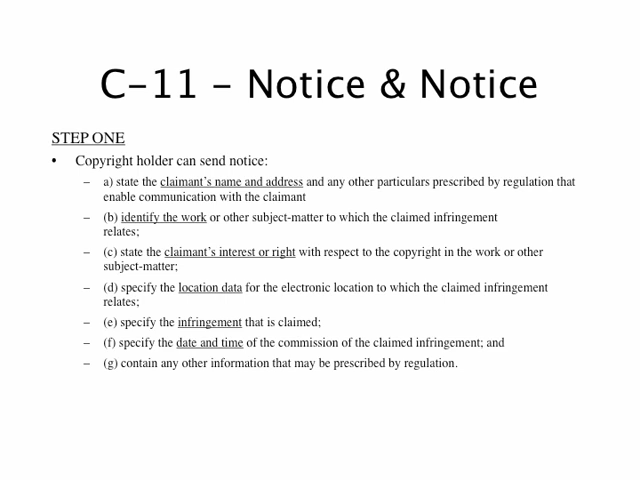 C-11 – Notice & Notice
STEP ONE
• Copyright holder can send notice:
– a) state the claimant's name and address and any other particulars prescribed by regulation that
enable communication with the claimant
– (b) identify the work or other subject-matter to which the claimed infringement
relates;
– (c) state the claimant's interest or right with respect to the copyright in the work or other
subject-matter;
– (d) specify the location data for the electronic location to which the claimed infringement
relates;
– (e) specify the infringement that is claimed;
– (f) specify the date and time of the commission of the claimed infringement; and
– (g) contain any other information that may be prescribed by regulation.